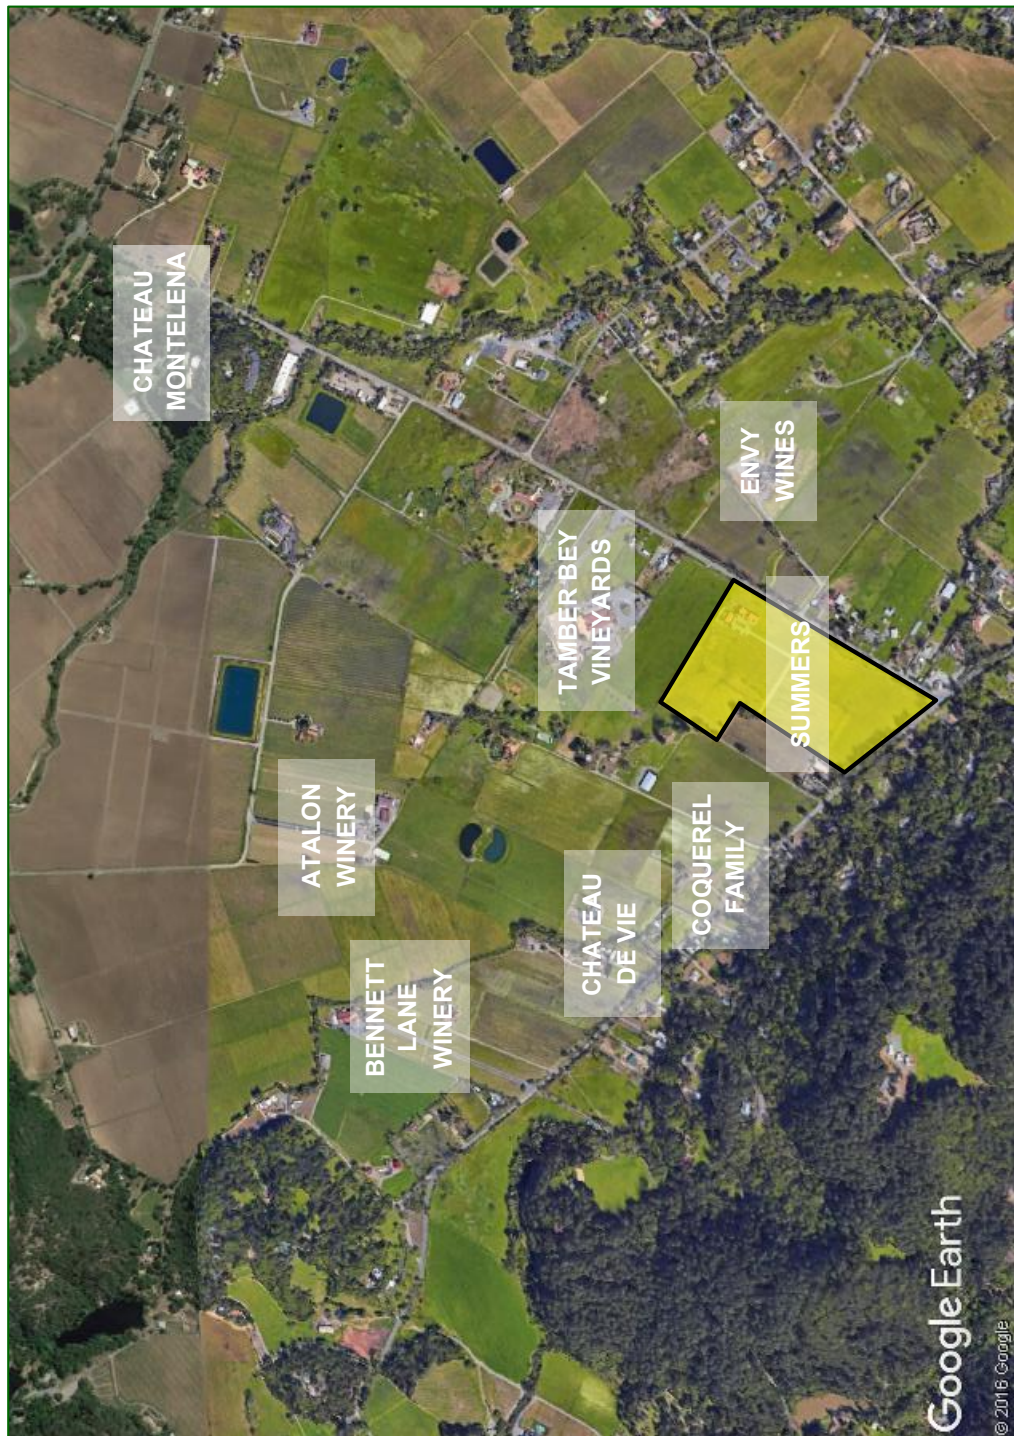 CHATEAU
MONTELENA
ENVY
WINES
TAMBER BEY
VINEYARDS
SUMMERS
ATALON
WINERY
COQUEREL
FAMILY
CHATEAU
DE VIE
BENNETT
LANE
WINERY
Google Earth
© 2016 Google